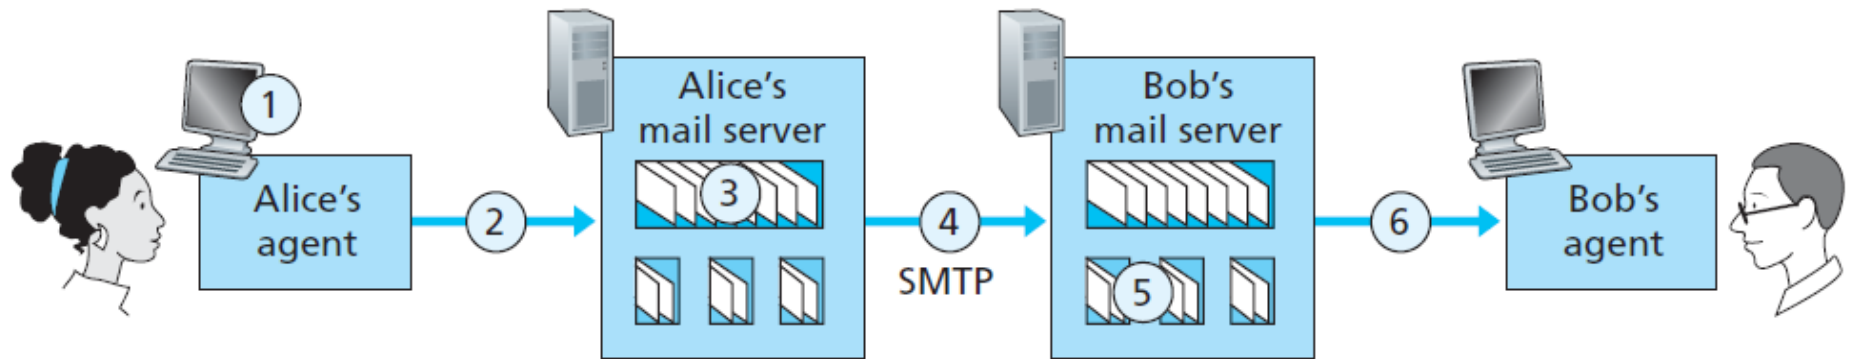 1
Alice's
agent
2
Alice's
mail server
3
4
SMTP
Bob's
mail server
5
6
Bob's
agent